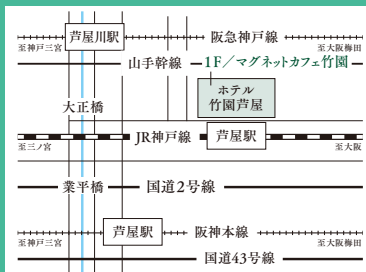 芦屋川駅
阪急神戸線
至神戸三宮
至大阪梅田
山手幹線
1F／マグネットカフェ竹園
ホテル
竹園芦屋
大正橋
JR神戸線
芦屋駅
至三ノ宮
至大阪
業平橋
国道2号線
芦屋駅
阪神本線
至神戸三宮
至大阪梅田
国道43号線